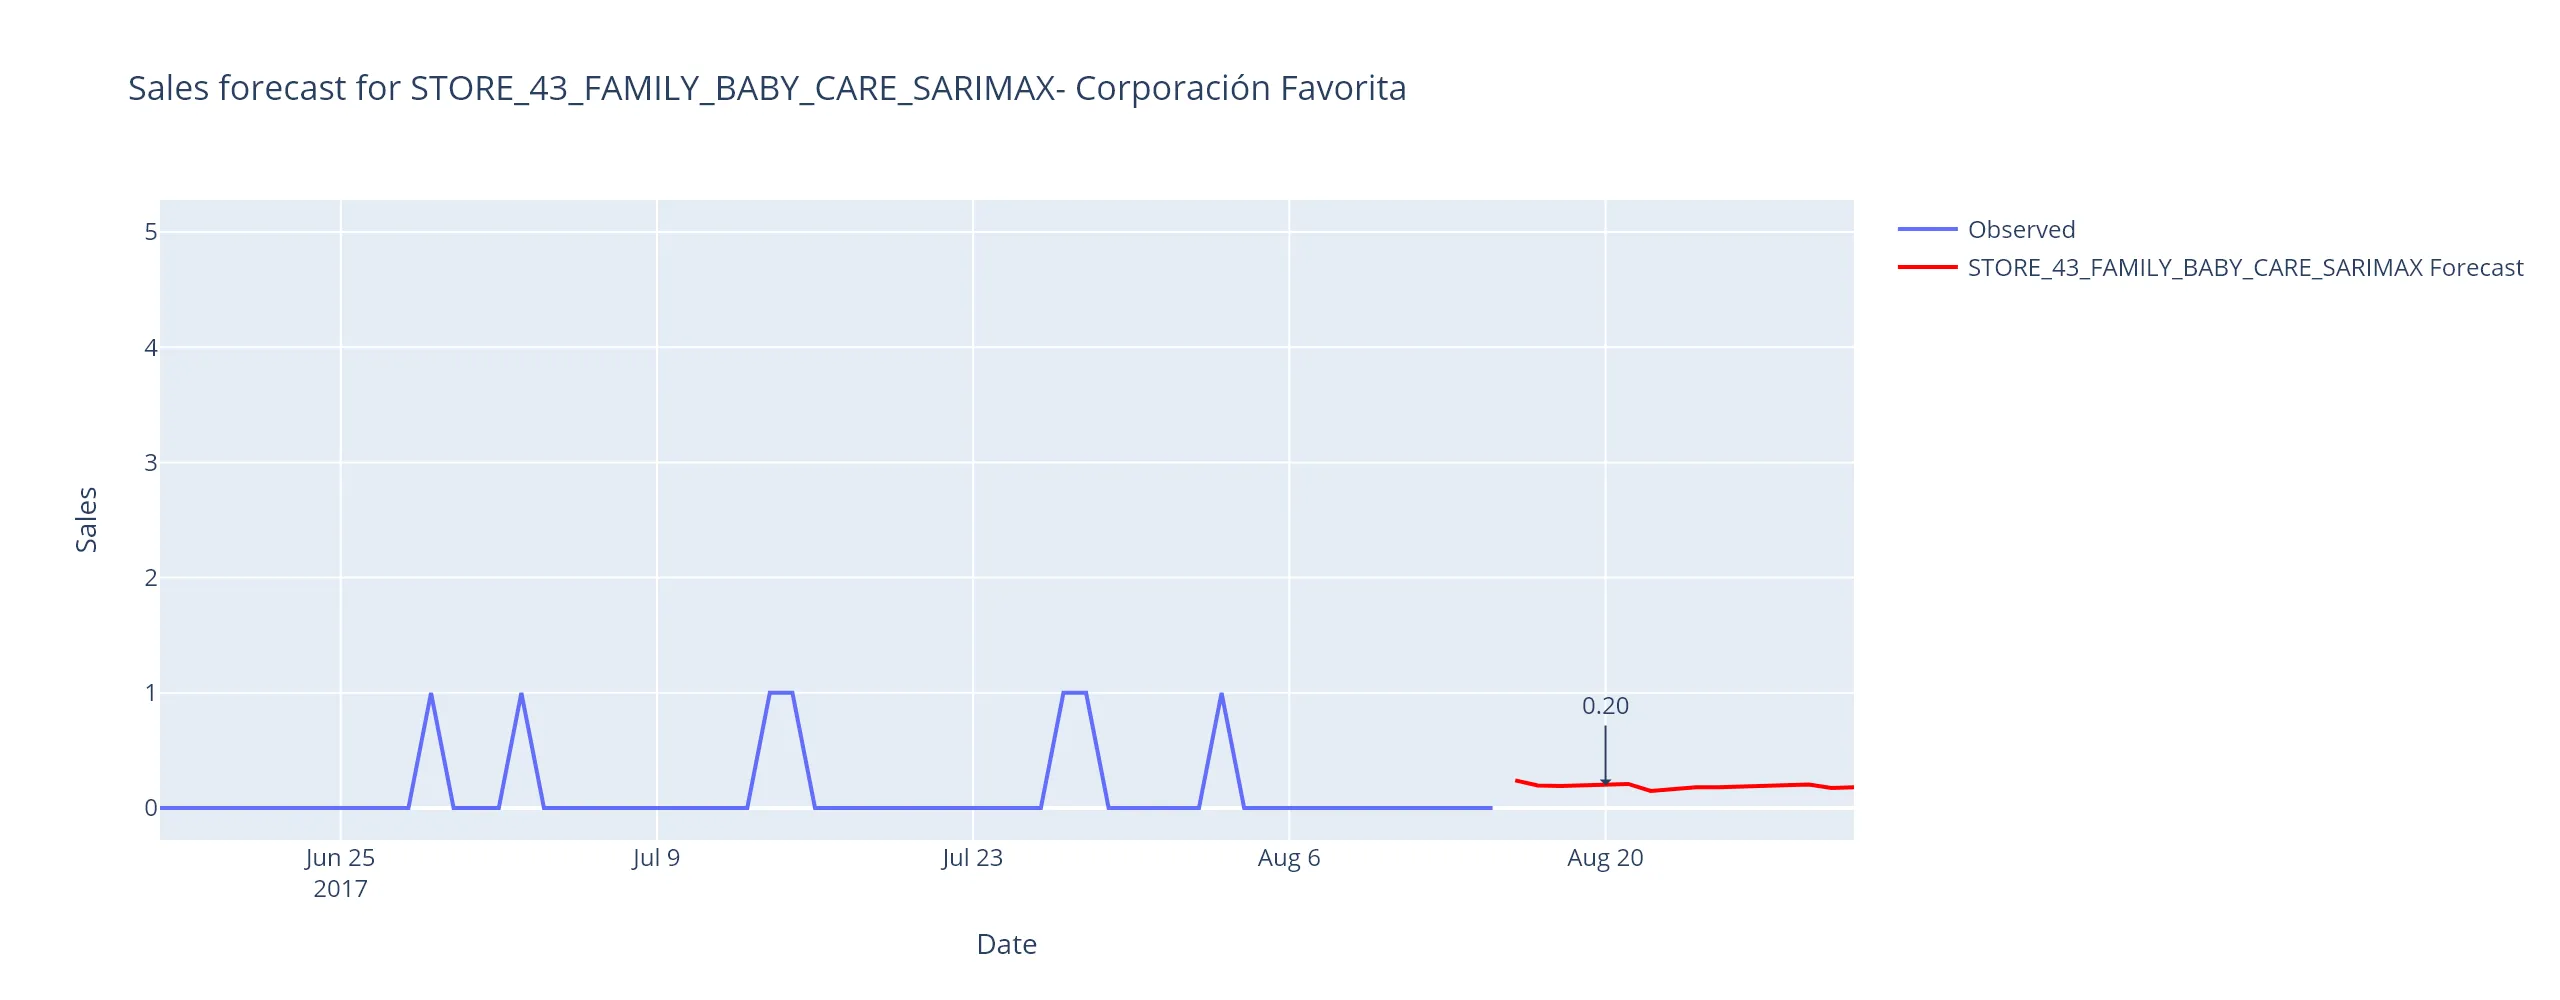 Sales forecast for STORE_43_FAMILY_BABY_CARE_SARIMAX- Corporación Favorita
Observed
STORE_43_FAMILY_BABY_CARE_SARIMAX Forecast
5
4
3
2
1
0
Sales
0.20
Jun 25
2017
Jul 9
Jul 23
Aug 6
Aug 20
Date